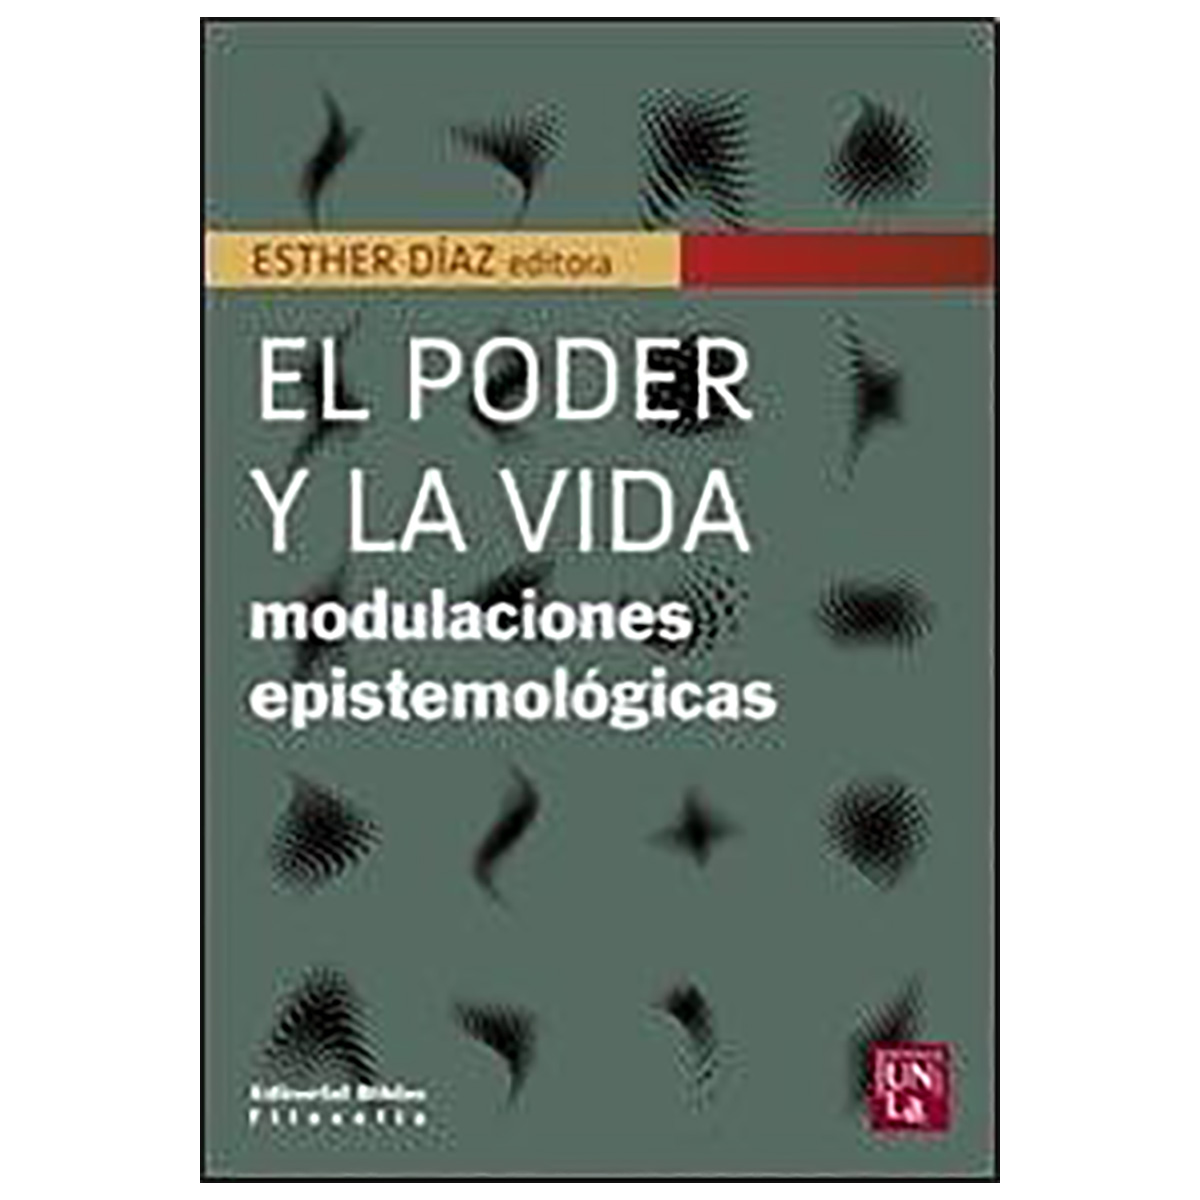 ESTHER DÍAZ editora
EL PODER
Y LA VIDA
modulaciones
epistemológicas
Editorial Biblos
Filosofía
UN
La